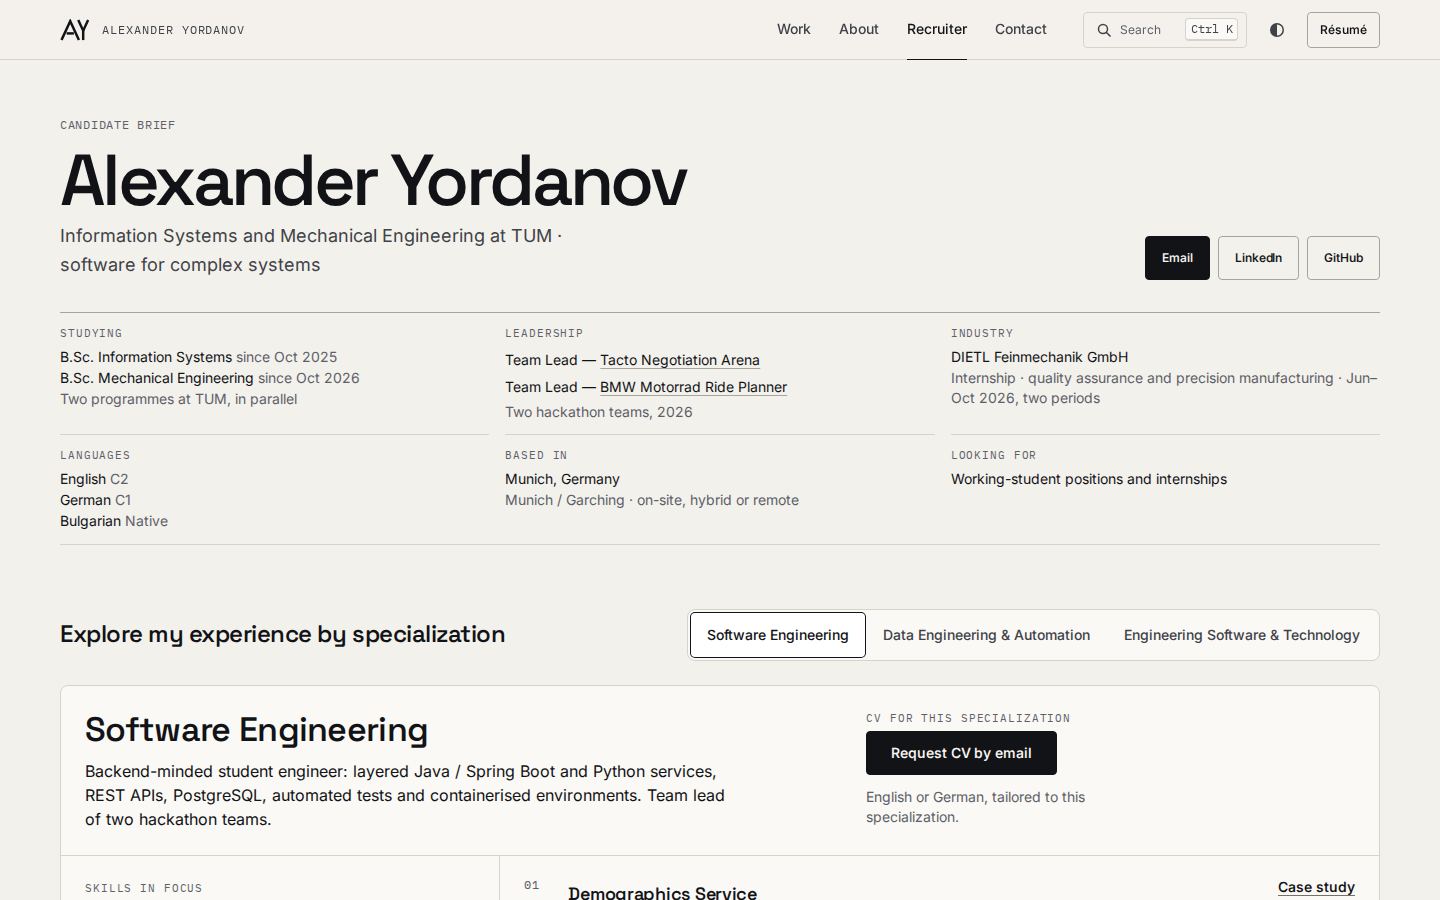 AY ALEXANDER YORDANOV
Work About Recruiter Contact Search Ctrl K Résumé
CANDIDATE BRIEF
Alexander Yordanov
Information Systems and Mechanical Engineering at TUM ·
software for complex systems
Email LinkedIn GitHub
STUDYING
B.Sc. Information Systems since Oct 2025
B.Sc. Mechanical Engineering since Oct 2026
Two programmes at TUM, in parallel
LEADERSHIP
Team Lead — Tacto Negotiation Arena
Team Lead — BMW Motorrad Ride Planner
Two hackathon teams, 2026
INDUSTRY
DIETL Feinmechanik GmbH
Internship · quality assurance and precision manufacturing · Jun–
Oct 2026, two periods
LANGUAGES
English C2
German C1
Bulgarian Native
BASED IN
Munich, Germany
Munich / Garching · on-site, hybrid or remote
LOOKING FOR
Working-student positions and internships
Explore my experience by specialization
Software Engineering Data Engineering & Automation Engineering Software & Technology
Software Engineering
Backend-minded student engineer: layered Java / Spring Boot and Python services,
REST APIs, PostgreSQL, automated tests and containerised environments. Team lead
of two hackathon teams.
CV FOR THIS SPECIALIZATION
Request CV by email
English or German, tailored to this
specialization.
SKILLS IN FOCUS
01 Demographics Service Case study